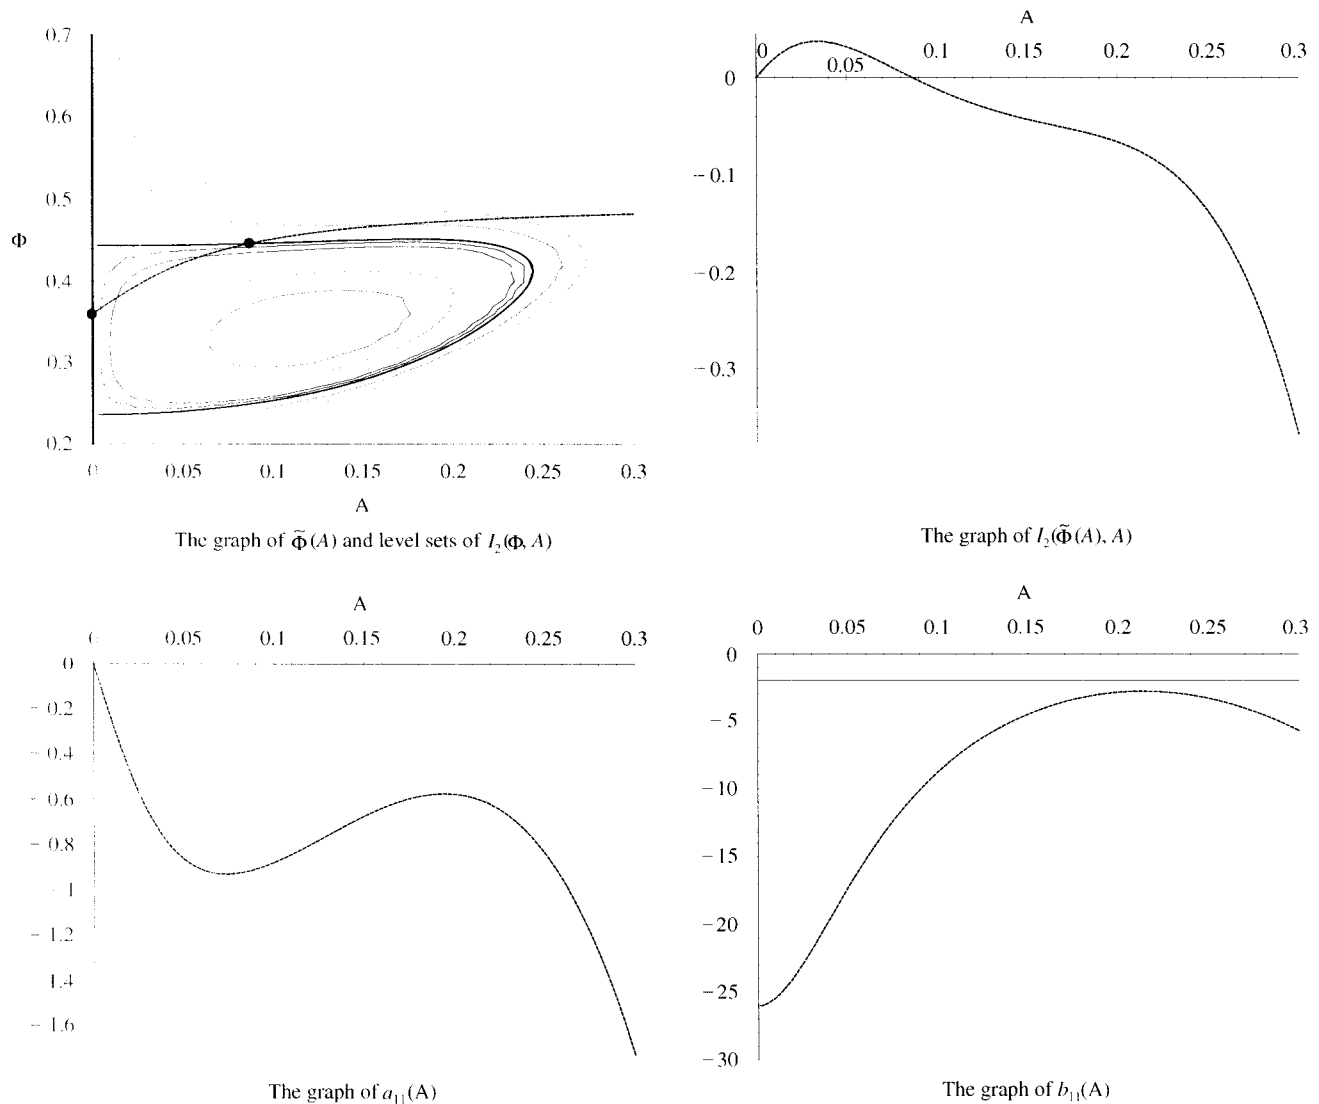 0.7
0.6
0.5
Φ
0.4
0.3
0.2
0 0.05 0.1 0.15 0.2 0.25 0.3
A
The graph of Φ̃(A) and level sets of I₂(Φ, A)
A
0 0.05 0.1 0.15 0.2 0.25 0.3
0
−0.1
−0.2
−0.3
The graph of I₂(Φ̃(A), A)
A
0 0.05 0.1 0.15 0.2 0.25 0.3
0
−0.2
−0.4
−0.6
−0.8
1
−1.2
1.4
−1.6
The graph of a₁₁(A)
A
0 0.05 0.1 0.15 0.2 0.25 0.3
0
−5
−10
−15
−20
−25
−30
The graph of b₁₁(A)